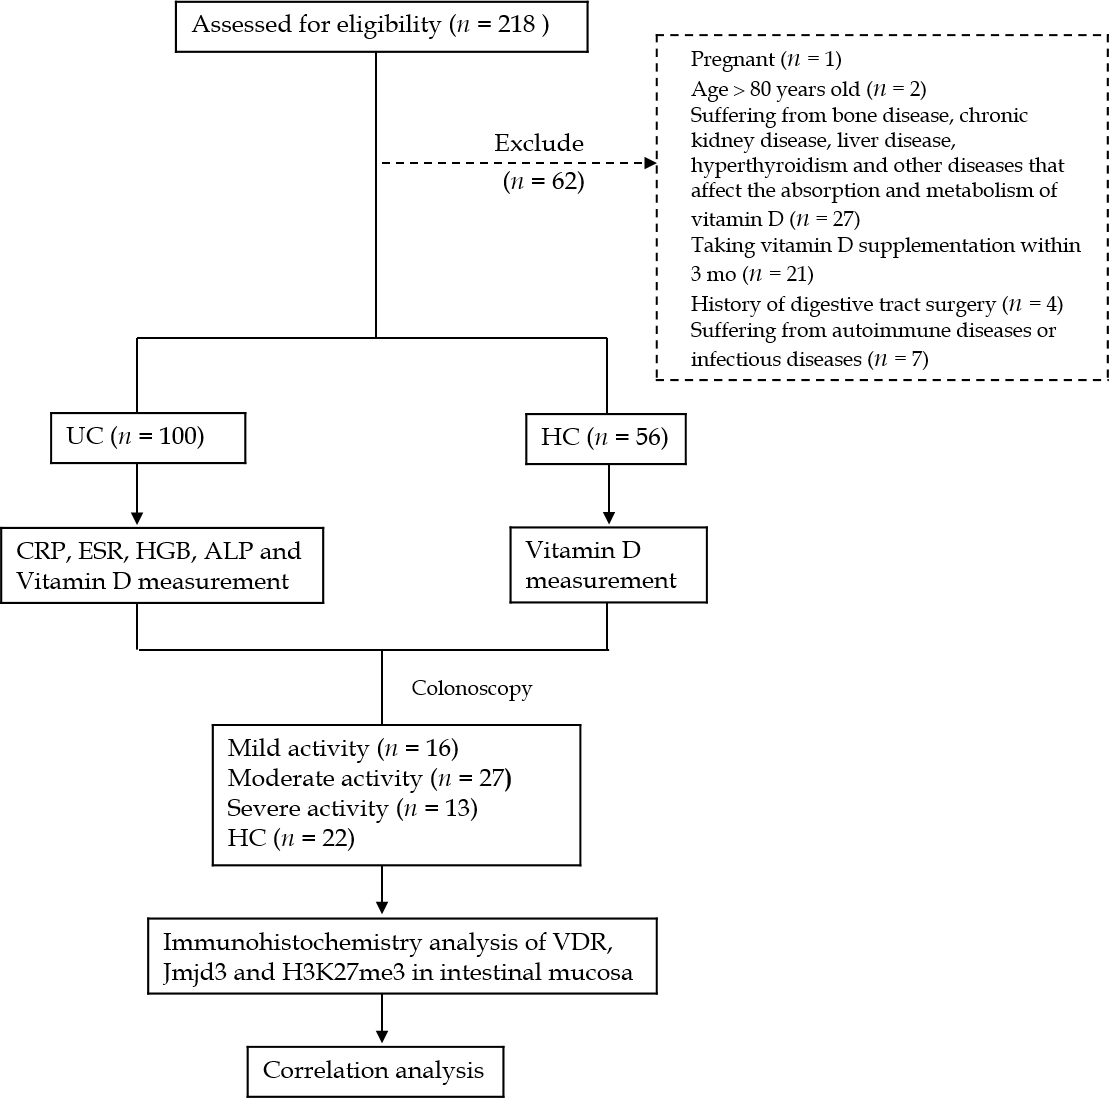 Assessed for eligibility (n = 218 )
Pregnant (n = 1)
Age > 80 years old (n = 2)
Suffering from bone disease, chronic
kidney disease, liver disease,
hyperthyroidism and other diseases that
affect the absorption and metabolism of
vitamin D (n = 27)
Taking vitamin D supplementation within
3 mo (n = 21)
History of digestive tract surgery (n = 4)
Suffering from autoimmune diseases or
infectious diseases (n = 7)
Exclude
(n = 62)
UC (n = 100)
HC (n = 56)
CRP, ESR, HGB, ALP and
Vitamin D measurement
Vitamin D
measurement
Colonoscopy
Mild activity (n = 16)
Moderate activity (n = 27)
Severe activity (n = 13)
HC (n = 22)
Immunohistochemistry analysis of VDR,
Jmjd3 and H3K27me3 in intestinal mucosa
Correlation analysis